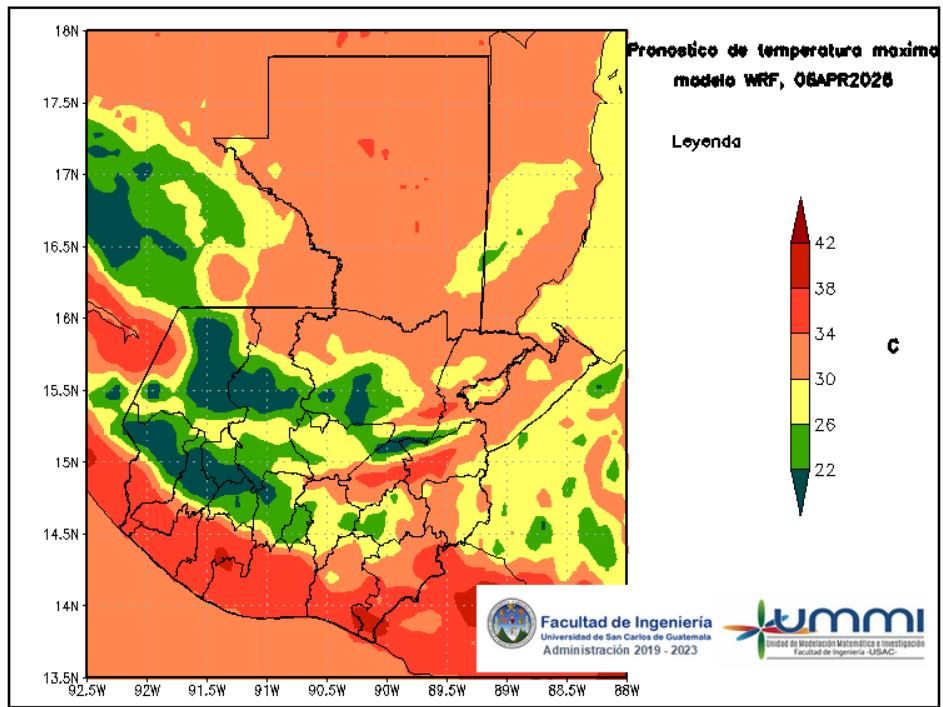 Pronostico de temperatura maxima
modelo WRF, 06APR2026
Leyenda
18N
17.5N
17N
16.5N
16N
15.5N
15N
14.5N
14N
13.5N
92.5W
92W
91.5W
91W
90.5W
90W
89.5W
89W
88.5W
88W
42
38
34
30
26
22
C
Facultad de Ingeniería
Universidad de San Carlos de Guatemala
Administración 2019 - 2023
UMMI
Unidad de Modelación Matemática e Investigación
Facultad de Ingeniería -USAC-